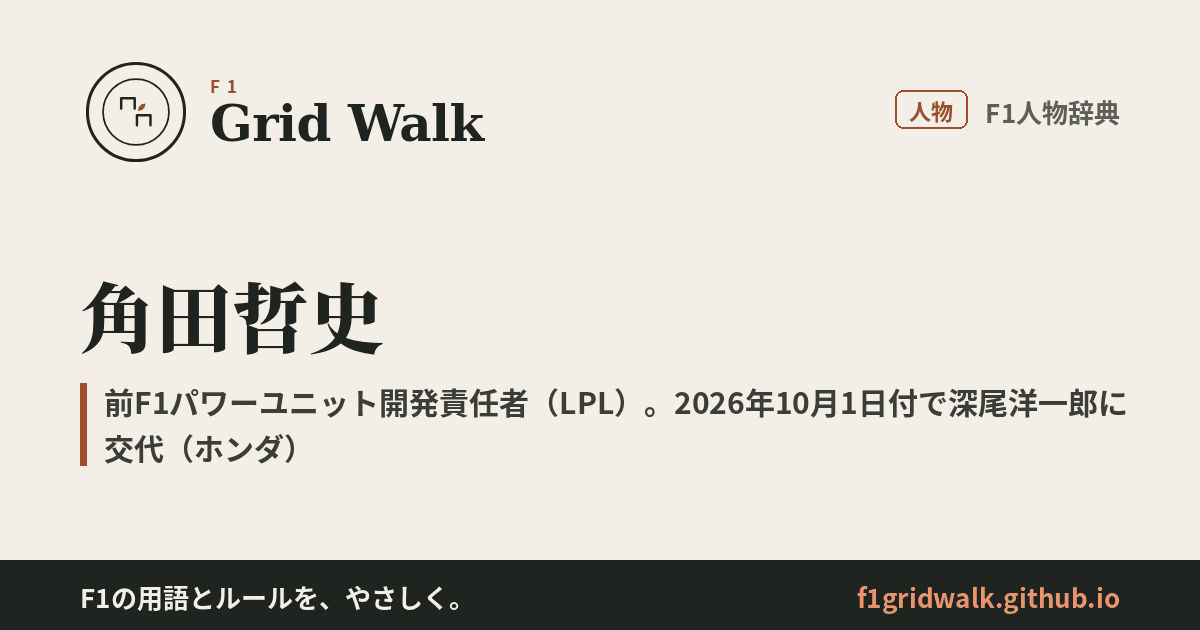 F1
Grid Walk
人物 F1人物辞典
角田哲史
前F1パワーユニット開発責任者（LPL）。2026年10月1日付で深尾洋一郎に
交代（ホンダ）
F1の用語とルールを、やさしく。 f1gridwalk.github.io